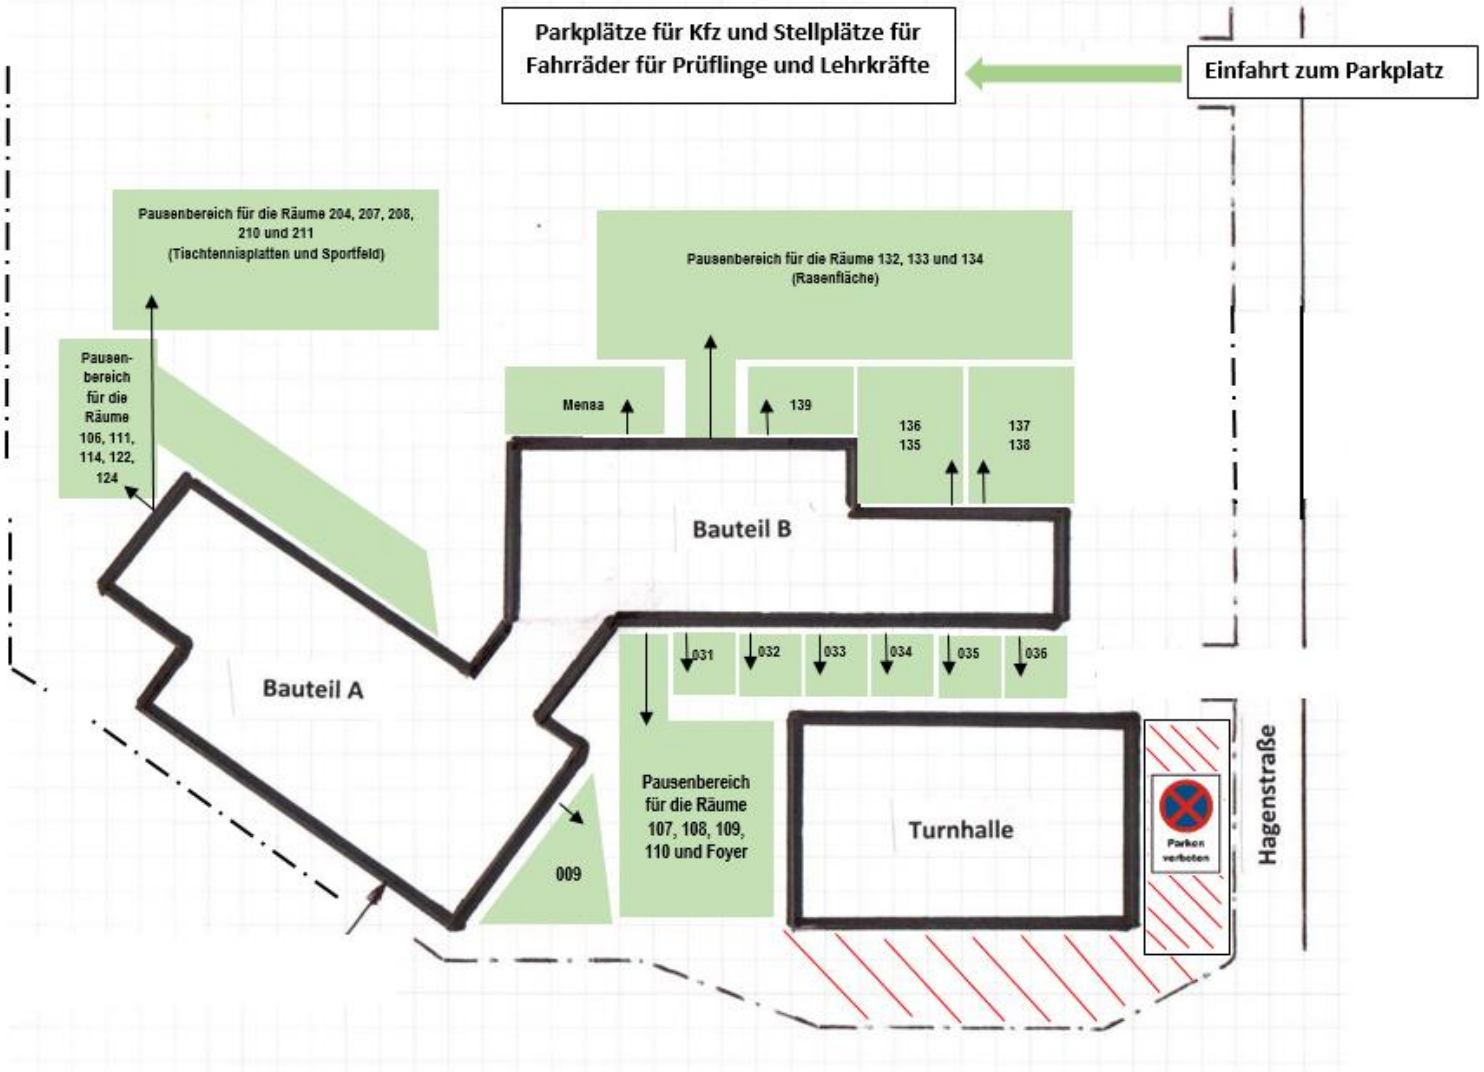 Parkplätze für Kfz und Stellplätze für
Fahrräder für Prüflinge und Lehrkräfte
Einfahrt zum Parkplatz
Pausenbereich für die Räume 204, 207, 208,
210 und 211
(Tischtennisplatten und Sportfeld)
Pausenbereich für die Räume 132, 133 und 134
(Rasenfläche)
Pausen-
bereich
für die
Räume
106, 111,
114, 122,
124
Mensa
139
136
135
137
138
Bauteil B
Bauteil A
031
032
033
034
035
036
Pausenbereich
für die Räume
107, 108, 109,
110 und Foyer
009
Turnhalle
Parken
verboten
Hagenstraße